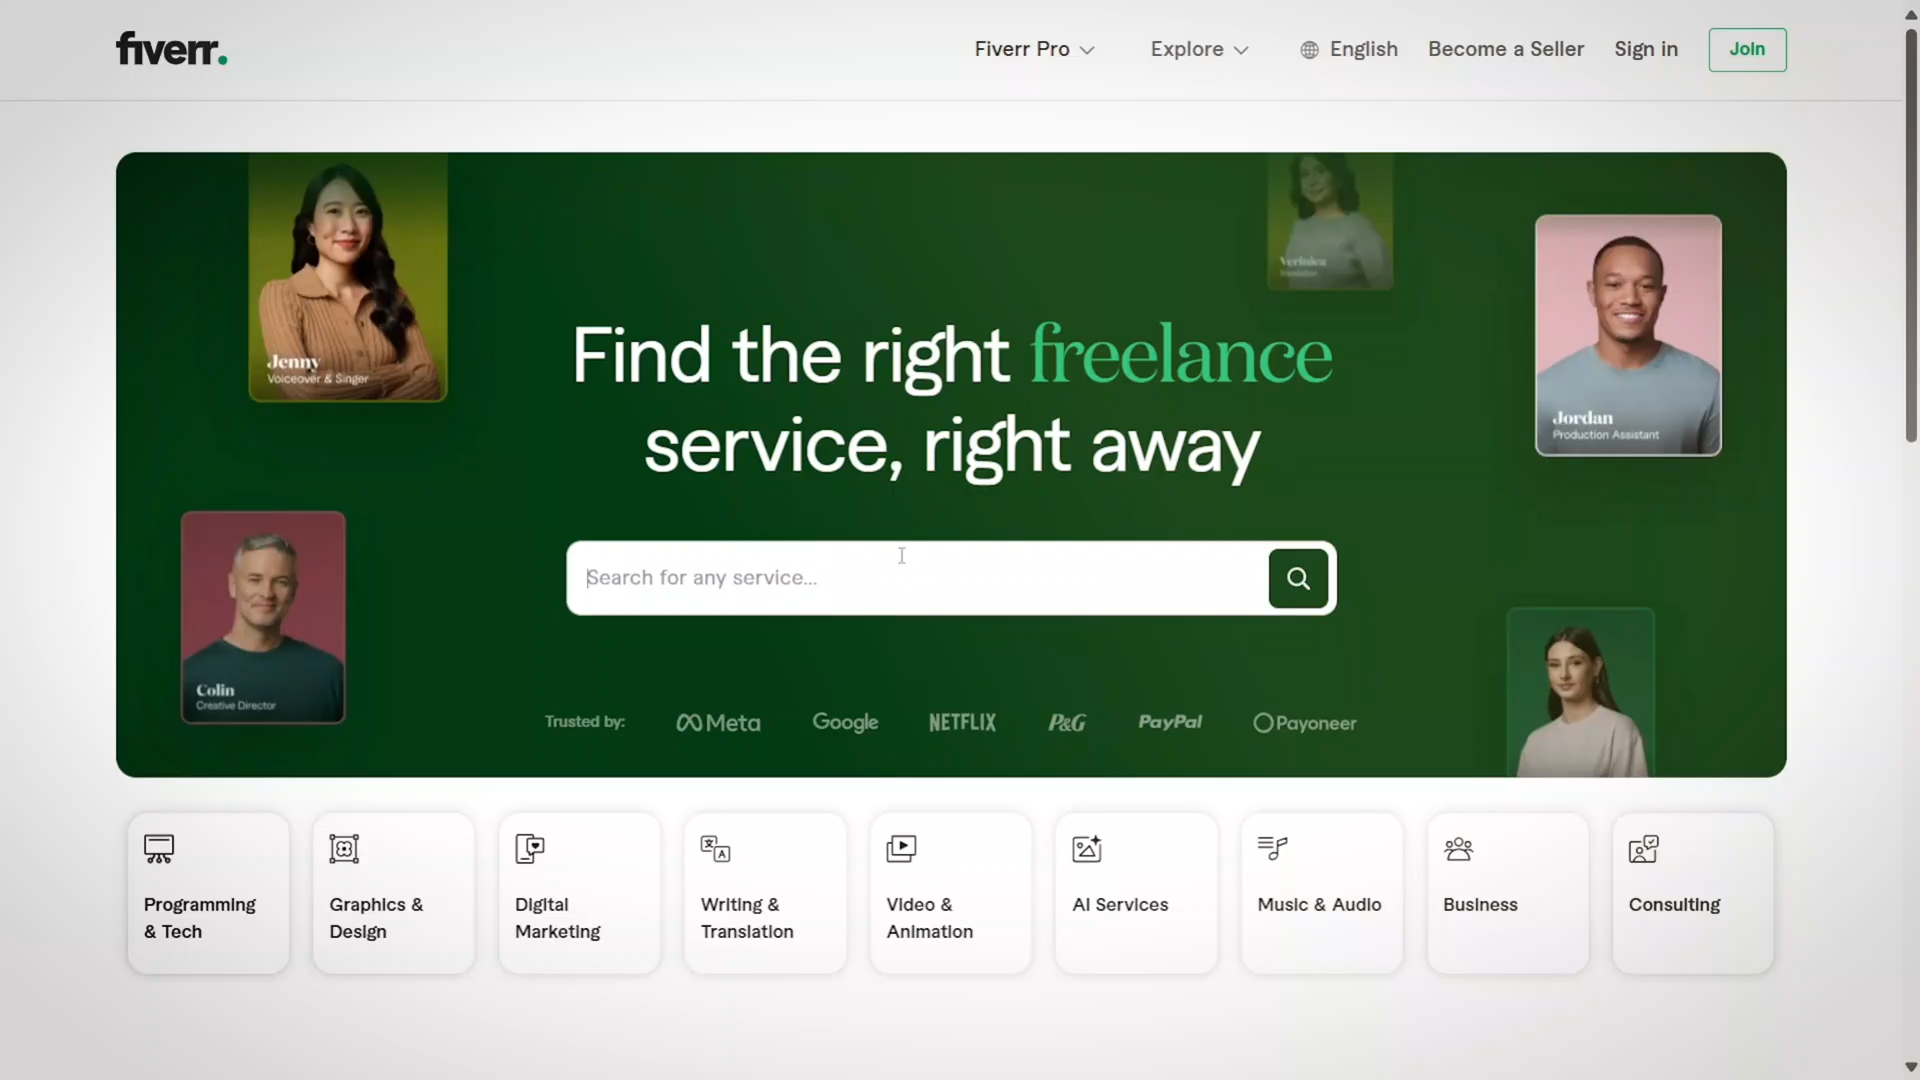 fiverr.
Fiverr Pro
Explore
English
Become a Seller
Sign in
Join
Jenny
Voiceover & Singer
Jordan
Production Assistant
Find the right freelance
service, right away
Search for any service...
Colin
Creative Director
Trusted by:
Meta
Google
NETFLIX
P&G
PayPal
Payoneer
Programming
& Tech
Graphics &
Design
Digital
Marketing
Writing &
Translation
Video &
Animation
AI Services
Music & Audio
Business
Consulting